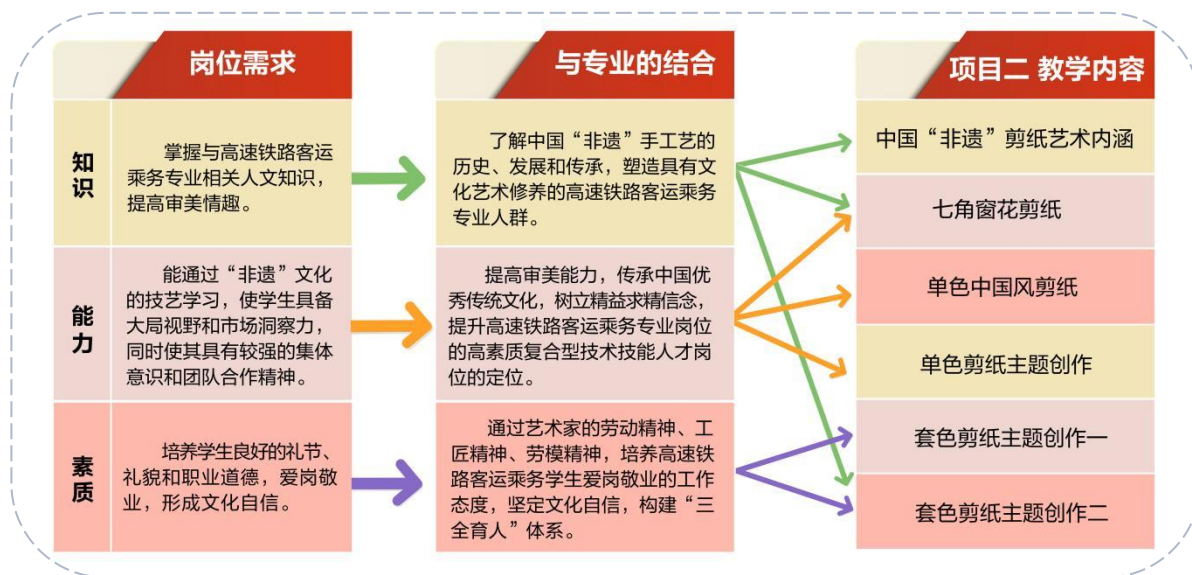 岗位需求
与专业的结合
项目二 教学内容
知识
掌握与高速铁路客运
乘务专业相关人文知识，
提高审美情趣。
了解中国“非遗”手工艺的
历史、发展和传承，塑造具有文
化艺术修养的高速铁路客运乘务
专业人群。
中国“非遗”剪纸艺术内涵
七角窗花剪纸
能力
能通过“非遗”文化
的技艺学习，使学生具备
大局视野和市场洞察力，
同时使其具有较强的集体
意识和团队合作精神。
提高审美能力，传承中国优
秀传统文化，树立精益求精信念，
提升高速铁路客运乘务专业岗位
的高素质复合型技术技能人才岗
位的定位。
单色中国风剪纸
单色剪纸主题创作
素质
培养学生良好的礼节、
礼貌和职业道德，爱岗敬
业，形成文化自信。
通过艺术家的劳动精神、工
匠精神、劳模精神，培养高速铁
路客运乘务学生爱岗敬业的工作
态度，坚定文化自信，构建“三
全育人”体系。
套色剪纸主题创作一
套色剪纸主题创作二